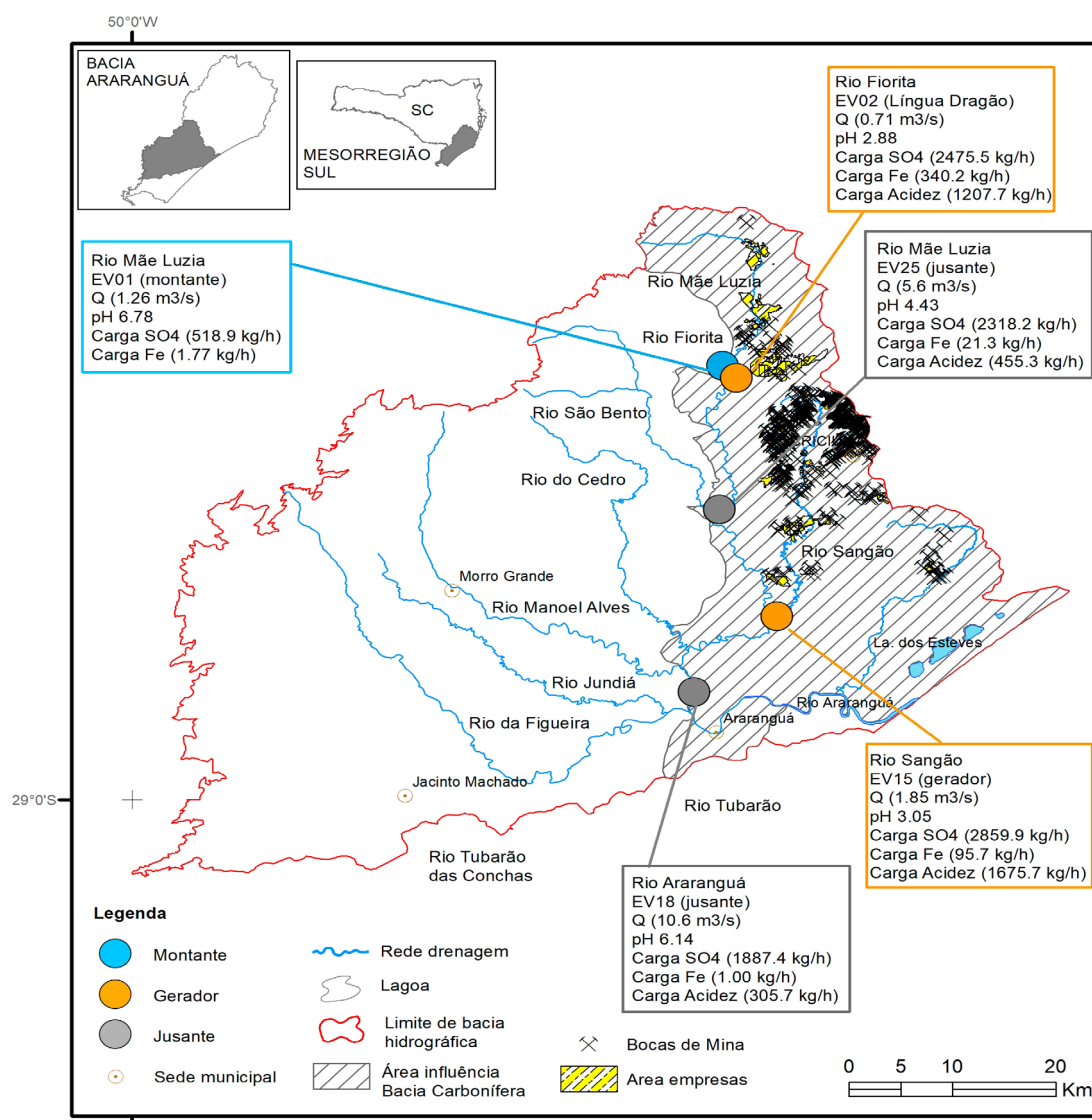 50°0'W
BACIA
ARARANGUÁ
SC
MESORREGIÃO
SUL
Rio Fiorita
EV02 (Língua Dragão)
Q (0.71 m3/s)
pH 2.88
Carga SO4 (2475.5 kg/h)
Carga Fe (340.2 kg/h)
Carga Acidez (1207.7 kg/h)
Rio Mãe Luzia
EV01 (montante)
Q (1.26 m3/s)
pH 6.78
Carga SO4 (518.9 kg/h)
Carga Fe (1.77 kg/h)
Rio Mãe Luzia
EV25 (jusante)
Q (5.6 m3/s)
pH 4.43
Carga SO4 (2318.2 kg/h)
Carga Fe (21.3 kg/h)
Carga Acidez (455.3 kg/h)
Rio Mãe Luzia
Rio Fiorita
Rio São Bento
Rio do Cedro
Rio Sangão
Morro Grande
Rio Manoel Alves
La. dos Esteves
Rio Jundiá
Rio Araranguá
Rio da Figueira
Araranguá
Jacinto Machado
29°0'S
Rio Tubarão
Rio Tubarão
das Conchas
Rio Sangão
EV15 (gerador)
Q (1.85 m3/s)
pH 3.05
Carga SO4 (2859.9 kg/h)
Carga Fe (95.7 kg/h)
Carga Acidez (1675.7 kg/h)
Rio Araranguá
EV18 (jusante)
Q (10.6 m3/s)
pH 6.14
Carga SO4 (1887.4 kg/h)
Carga Fe (1.00 kg/h)
Carga Acidez (305.7 kg/h)
Legenda
Montante
Gerador
Jusante
Sede municipal
Rede drenagem
Lagoa
Limite de bacia
hidrográfica
Área influência
Bacia Carbonífera
Bocas de Mina
Area empresas
0 5 10 20
Km